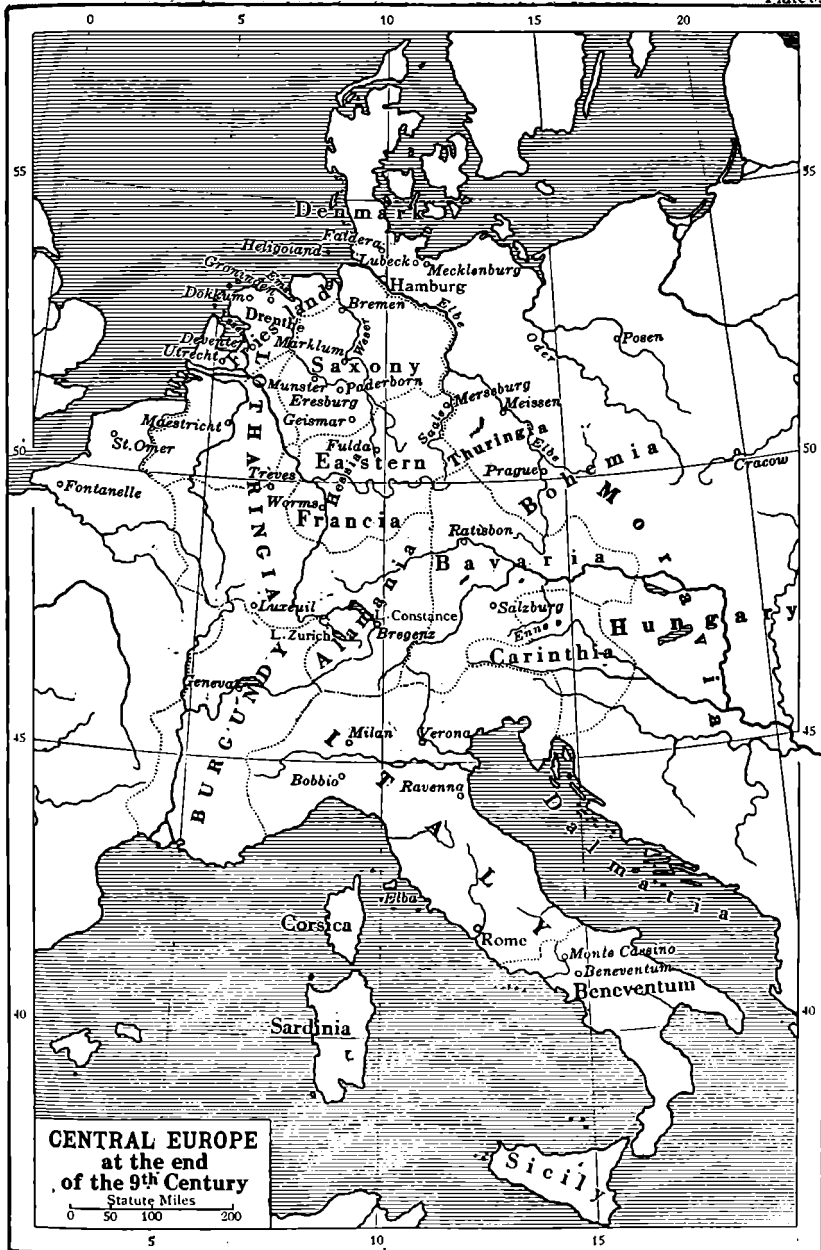 0 5 10 15 20
55 55
Denmark
Faldera
Heligoland
Lubeck
Mecklenburg
Groningen
Ems
Hamburg
Dokkum
Bremen
Elbe
Friesland
Drenthe
Deventer
Marklum
Weser
Oder
Posen
Utrecht
Saxony
Munster
Paderborn
Merseburg
Eresburg
Meissen
Maestricht
Geismar
Saale
Thuringia
St.Omer
Fulda
Elbe
50 50
LOTHARINGIA
Eastern
Prague
Bohemia
Cracow
Treves
Hessia
Fontanelle
Worms
Francia
Moravia
Ratisbon
Bavaria
Luxeuil
Salzburg
Constance
Hungary
L. Zurich
Bregenz
Enns
Alamania
Carinthia
Geneva
BURGUNDY
45 45
Milan
Verona
ITALY
Bobbio
Ravenna
Dalmatia
Elba
Corsica
Rome
Monte Cassino
Beneventum
Beneventum
40 40
Sardinia
CENTRAL EUROPE
at the end
of the 9th Century
Statute Miles
0 50 100 200
Sicily
5 10 15